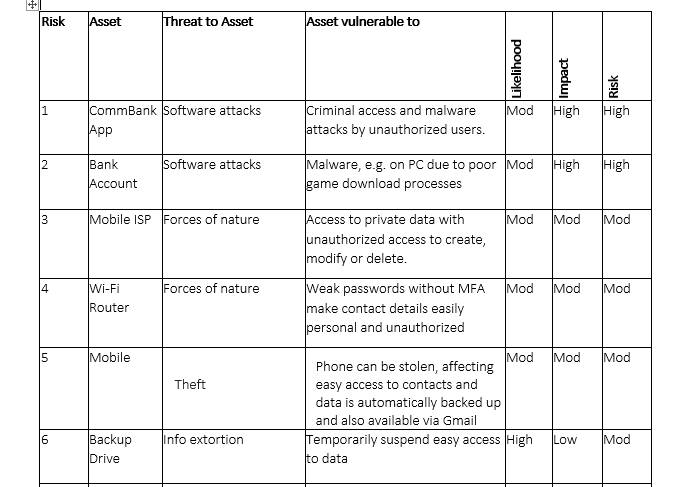 Risk Asset Threat to Asset Asset vulnerable to Likelihood Impact Risk
1 CommBank Software attacks Criminal access and malware Mod High High
App attacks by unauthorized users.
2 Bank Software attacks Malware, e.g. on PC due to poor Mod High High
Account game download processes
3 Mobile ISP Forces of nature Access to private data with Mod Mod Mod
unauthorized access to create,
modify or delete.
4 Wi-Fi Forces of nature Weak passwords without MFA Mod Mod Mod
Router make contact details easily
personal and unauthorized
5 Mobile Mod Mod Mod
Phone can be stolen, affecting
Theft easy access to contacts and
data is automatically backed up
and also available via Gmail
6 Backup Info extortion Temporarily suspend easy access High Low Mod
Drive to data